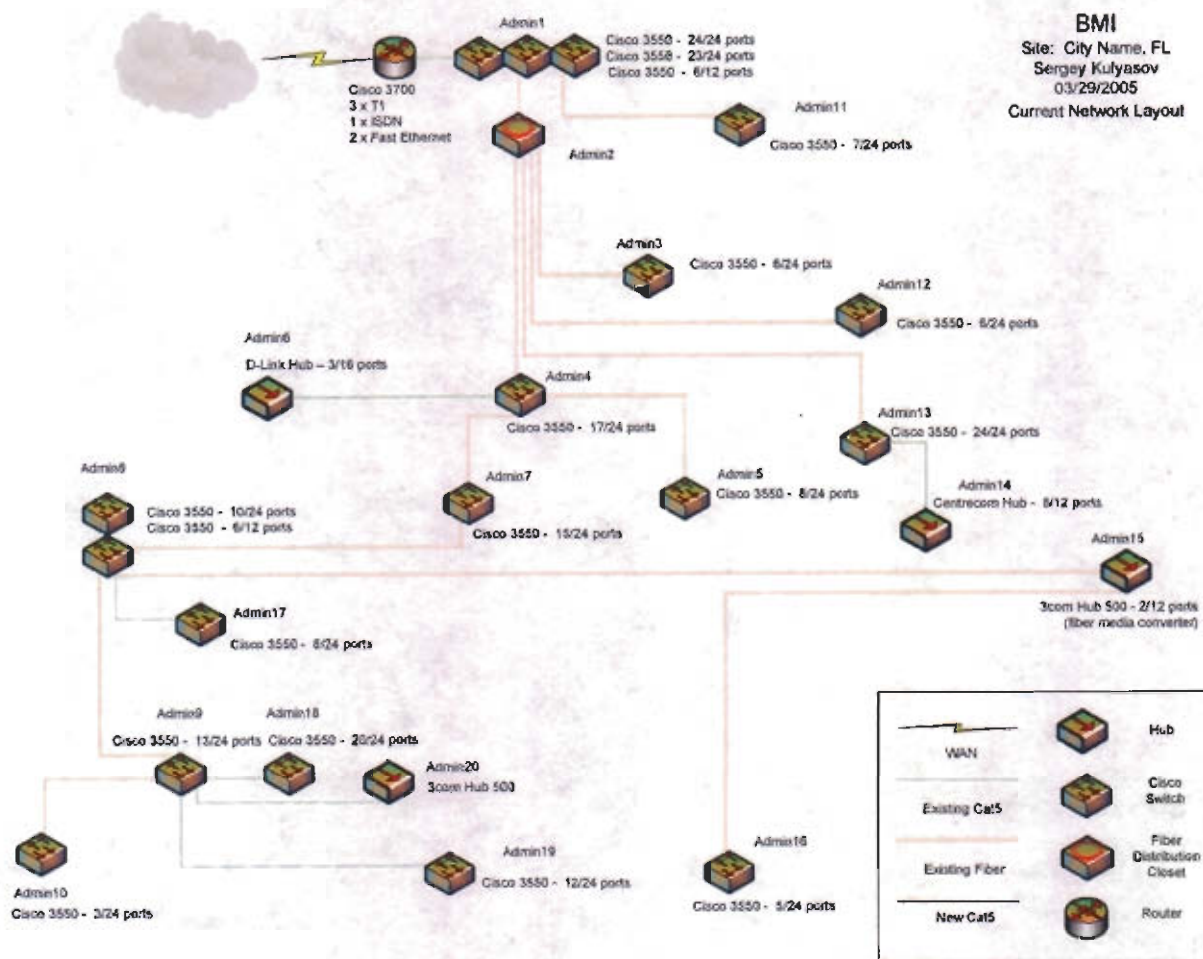 BMI
Site: City Name, FL
Sergey Kulyasov
03/29/2005
Current Network Layout
Admin1
Cisco 3550 - 24/24 ports
Cisco 3550 - 23/24 ports
Cisco 3550 - 6/12 ports
Cisco 3700
3 x T1
1 x ISDN
2 x Fast Ethernet
Admin11
Cisco 3550 - 7/24 ports
Admin2
Admin3
Cisco 3550 - 6/24 ports
Admin12
Cisco 3550 - 6/24 ports
Admin6
D-Link Hub – 3/16 ports
Admin4
Cisco 3550 - 17/24 ports
Admin13
Cisco 3550 - 24/24 ports
Admin8
Cisco 3550 - 10/24 ports
Cisco 3550 - 6/12 ports
Admin7
Cisco 3550 - 15/24 ports
Admin5
Cisco 3550 - 8/24 ports
Admin14
Centrecom Hub - 8/12 ports
Admin15
3com Hub 500 - 2/12 ports
(fiber media converter)
Admin17
Cisco 3550 - 8/24 ports
Admin9
Cisco 3550 - 13/24 ports
Admin18
Cisco 3550 - 20/24 ports
Admin20
3com Hub 500
Admin19
Cisco 3550 - 12/24 ports
Admin16
Cisco 3550 - 5/24 ports
Admin10
Cisco 3550 - 3/24 ports
WAN
Hub
Existing Cat5
Cisco
Switch
Existing Fiber
Fiber
Distribution
Closet
New Cat5
Router